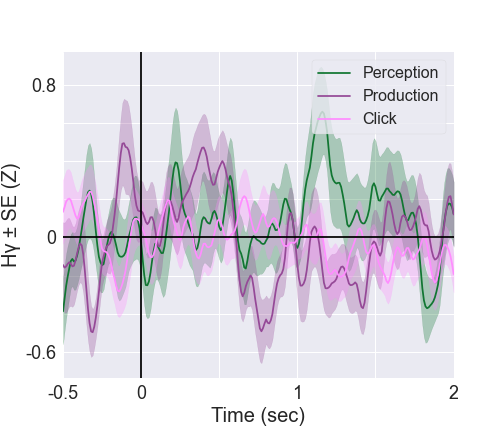 Perception
Production
Click
0.8
0
-0.6
Hγ ± SE (Z)
-0.5 0 1 2
Time (sec)